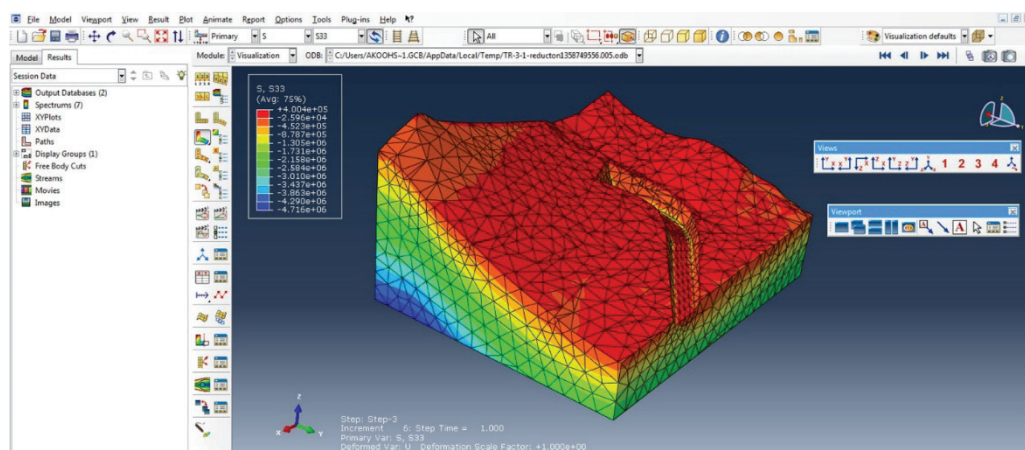 File Model Viewport View Result Plot Animate Report Options Tools Plug-ins Help
Primary S S33 All Visualization defaults
Model Results Module: Visualization ODB: C:/Users/AKOOHS~1.GCB/AppData/Local/Temp/TR-3-1-reducton1358749556.005.odb
Session Data
Output Databases (2)
Spectrums (7)
XYPlots
XYData
Paths
Display Groups (1)
Free Body Cuts
Streams
Movies
Images
S, S33
(Avg: 75%)
+4.004e+05
-2.596e+04
-4.523e+05
-8.787e+05
-1.305e+06
-1.731e+06
-2.158e+06
-2.584e+06
-3.010e+06
-3.437e+06
-3.863e+06
-4.290e+06
-4.716e+06
Views
1 2 3 4
Viewport
A
Z
X Y
Step: Step-3
Increment 6: Step Time = 1.000
Primary Var: S, S33
Deformed Var: U Deformation Scale Factor: +1.000e+00